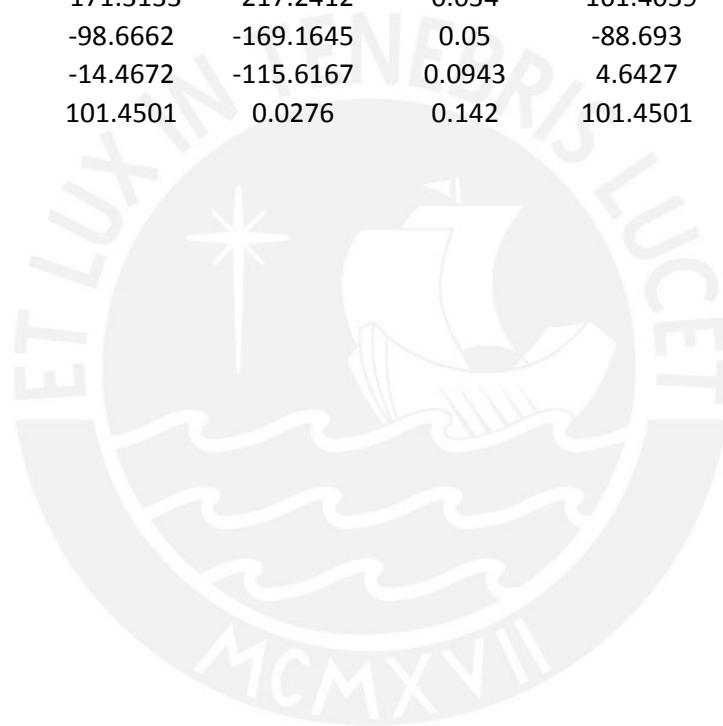 -98.6662 -169.1645 0.05 -88.693
-14.4672 -115.6167 0.0943 4.6427
101.4501 0.0276 0.142 101.4501
ET LUX IN TENEBRIS LUCET
MCMXVII